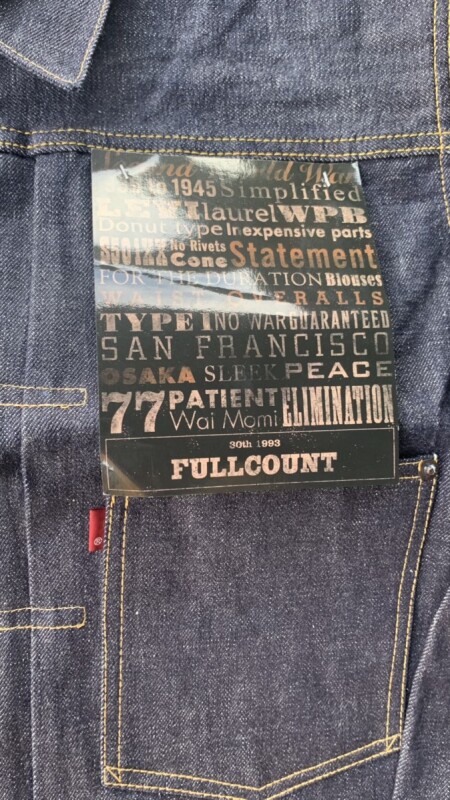 1945 Simplified
LEVI laurel WPB
Donut type Inexpensive parts
No Rivets Cone Statement
FOR THE DURATION Blouses
WAIST OVERALLS
TYPE I NO WAR GUARANTEED
SAN FRANCISCO
OSAKA SLEEK PEACE
77 PATIENT Wai Momi ELIMINATION
30th 1993
FULLCOUNT
®